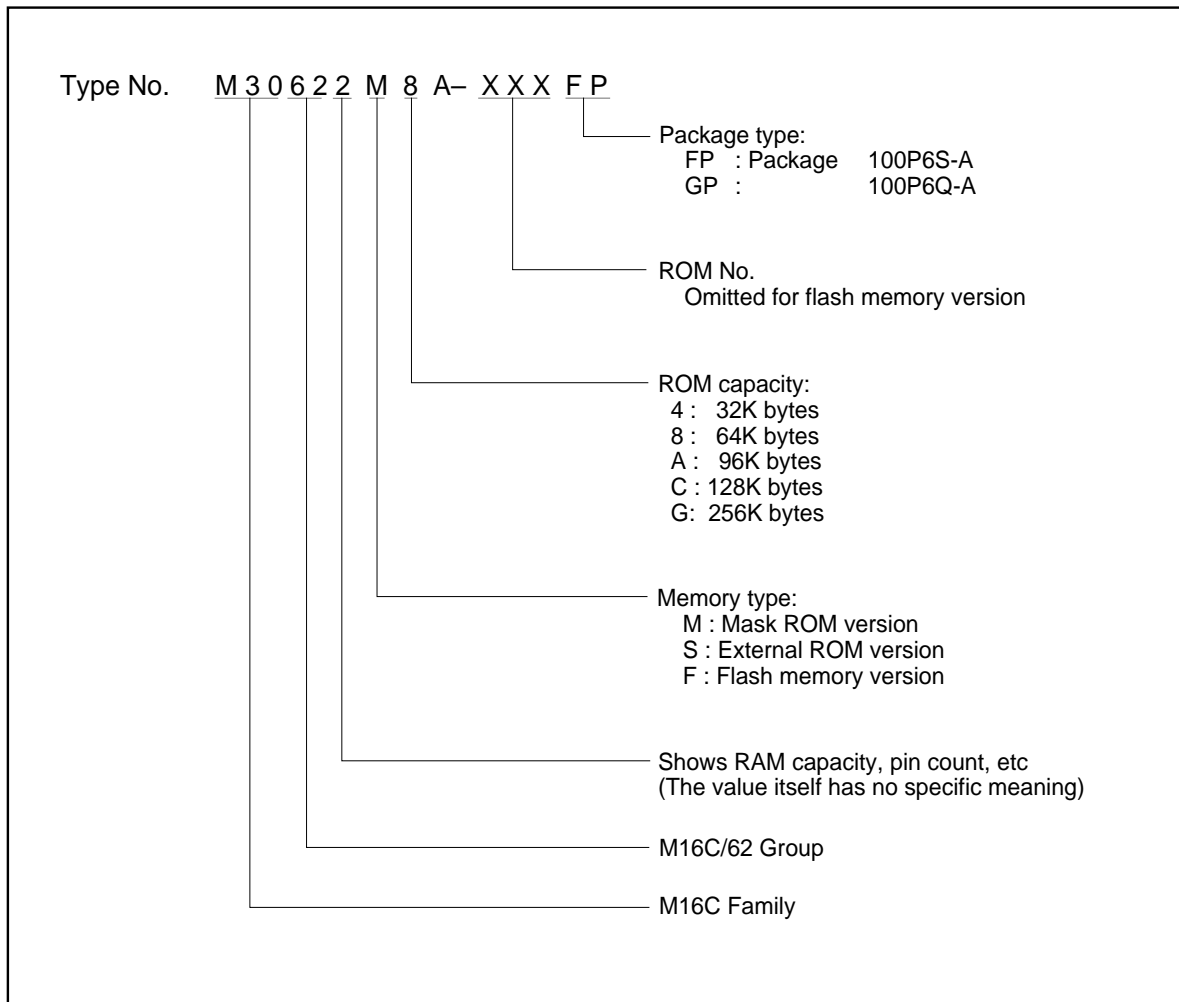 Type No. M 3 0 6 2 2 M 8 A– X X X F P
Package type:
FP : Package 100P6S-A
GP : 100P6Q-A
ROM No.
Omitted for flash memory version
ROM capacity:
4 : 32K bytes
8 : 64K bytes
A : 96K bytes
C : 128K bytes
G: 256K bytes
Memory type:
M : Mask ROM version
S : External ROM version
F : Flash memory version
Shows RAM capacity, pin count, etc
(The value itself has no specific meaning)
M16C/62 Group
M16C Family